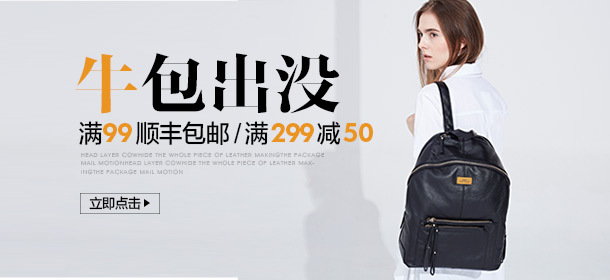 牛包出没
满99顺丰包邮/满299减50
HEAD LAYER COWHIDE THE WHOLE PIECE OF LEATHER MAKINGTHE PACKAGE
MAIL MOTIONHEAD LAYER COWHIDE THE WHOLE PIECE OF LEATHER MAK-
INGTHE PACKAGE MAIL MOTION
立即点击